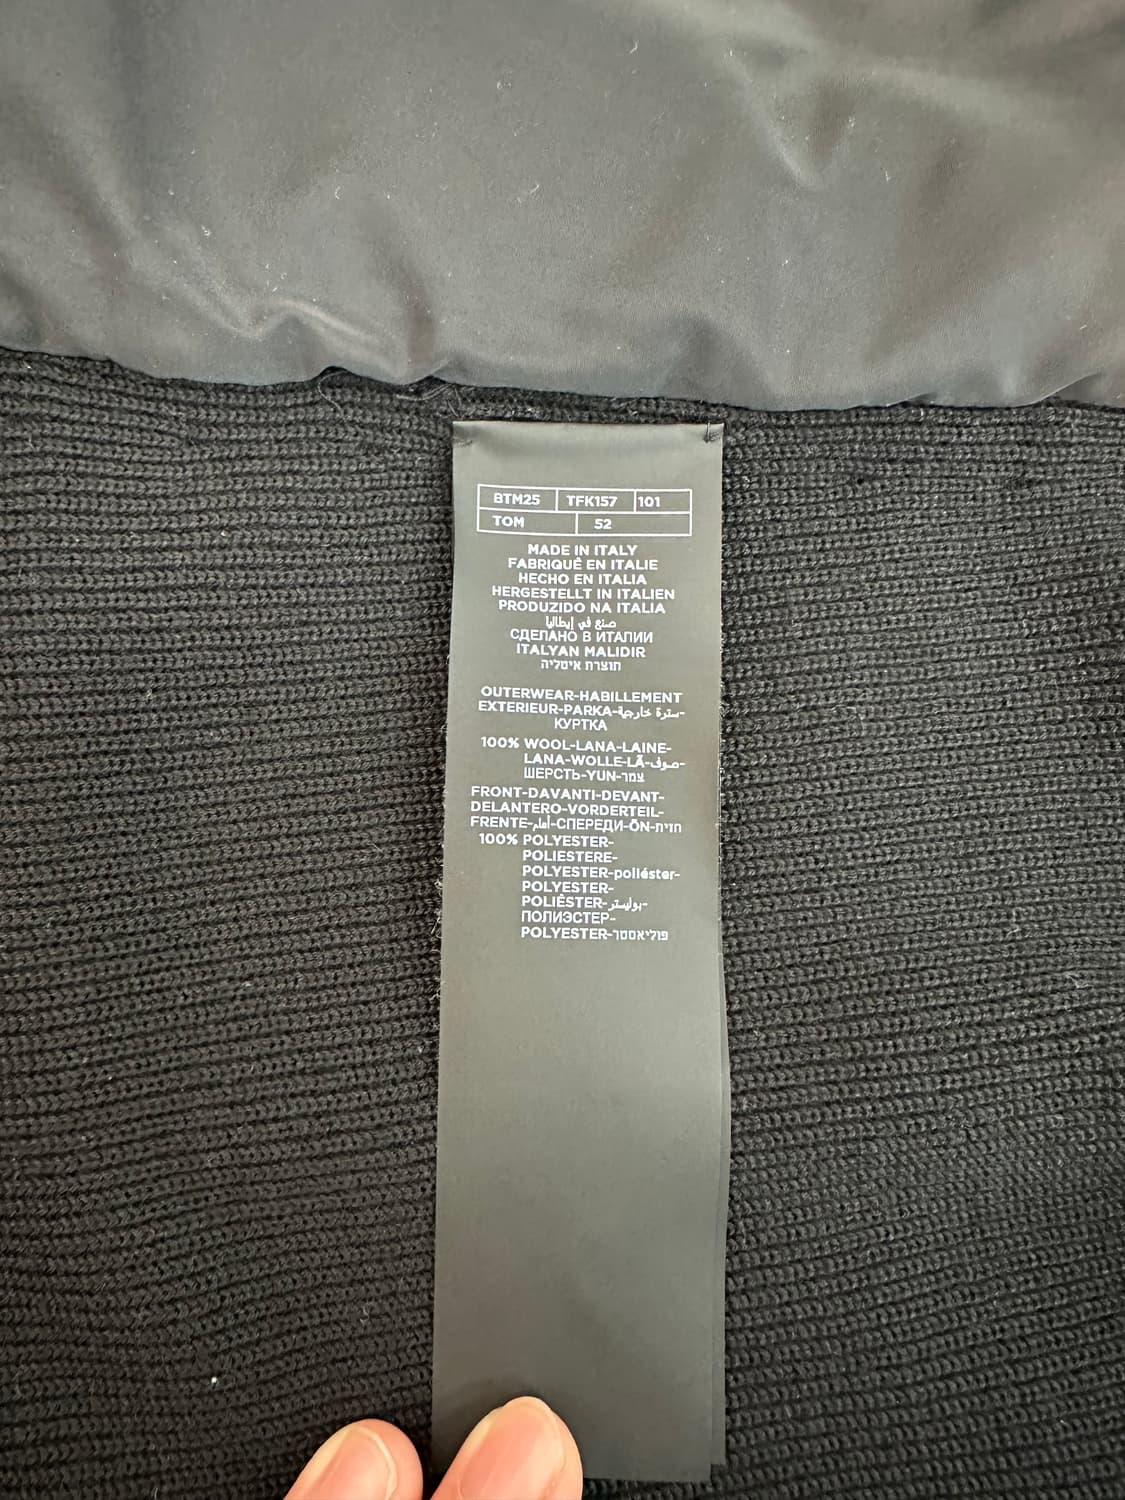 BTM25 TFK157 101
TOM 52
MADE IN ITALY
FABRIQUÉ EN ITALIE
HECHO EN ITALIA
HERGESTELLT IN ITALIEN
PRODUZIDO NA ITALIA
صنع في إيطاليا
СДЕЛАНО В ИТАЛИИ
ITALYAN MALIDIR
תוצרת איטליה
OUTERWEAR-HABILLEMENT
EXTERIEUR-PARKA-سترة خارجية-
КУРТКА
100% WOOL-LANA-LAINE-
LANA-WOLLE-LÃ-صوف-
ШЕРСТЬ-YUN-צמר
FRONT-DAVANTI-DEVANT-
DELANTERO-VORDERTEIL-
FRENTE-أمام-СПЕРЕДИ-ÖN-חזית
100% POLYESTER-
POLIESTERE-
POLYESTER-poliéster-
POLYESTER-
POLIÉSTER-بوليستر-
ПОЛИЭСТЕР-
POLYESTER-פוליאסטר